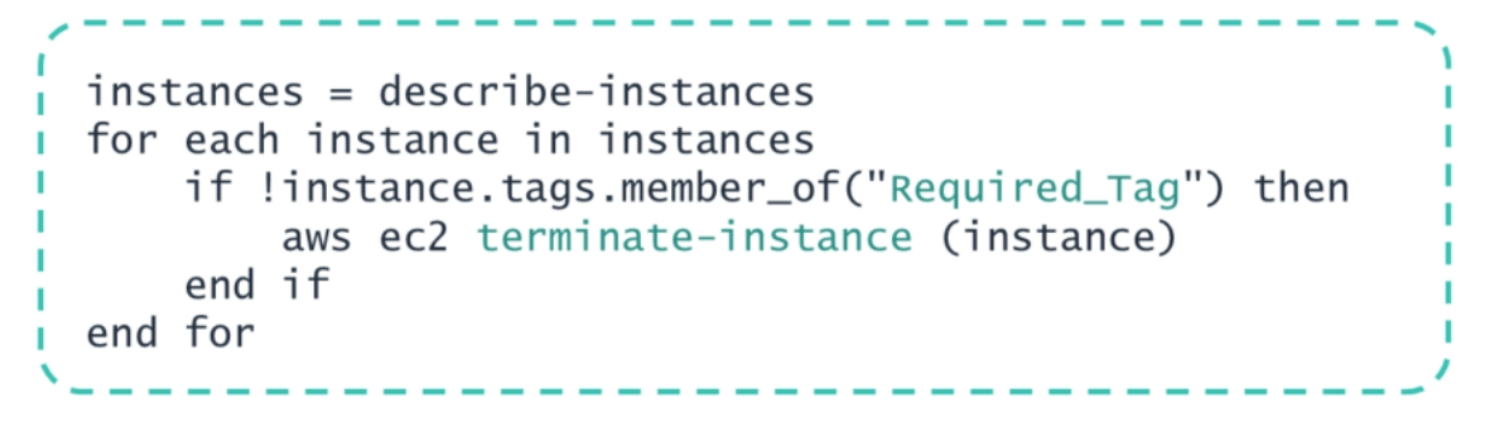 instances = describe-instances
for each instance in instances
    if !instance.tags.member_of("Required_Tag") then
        aws ec2 terminate-instance (instance)
    end if
end for